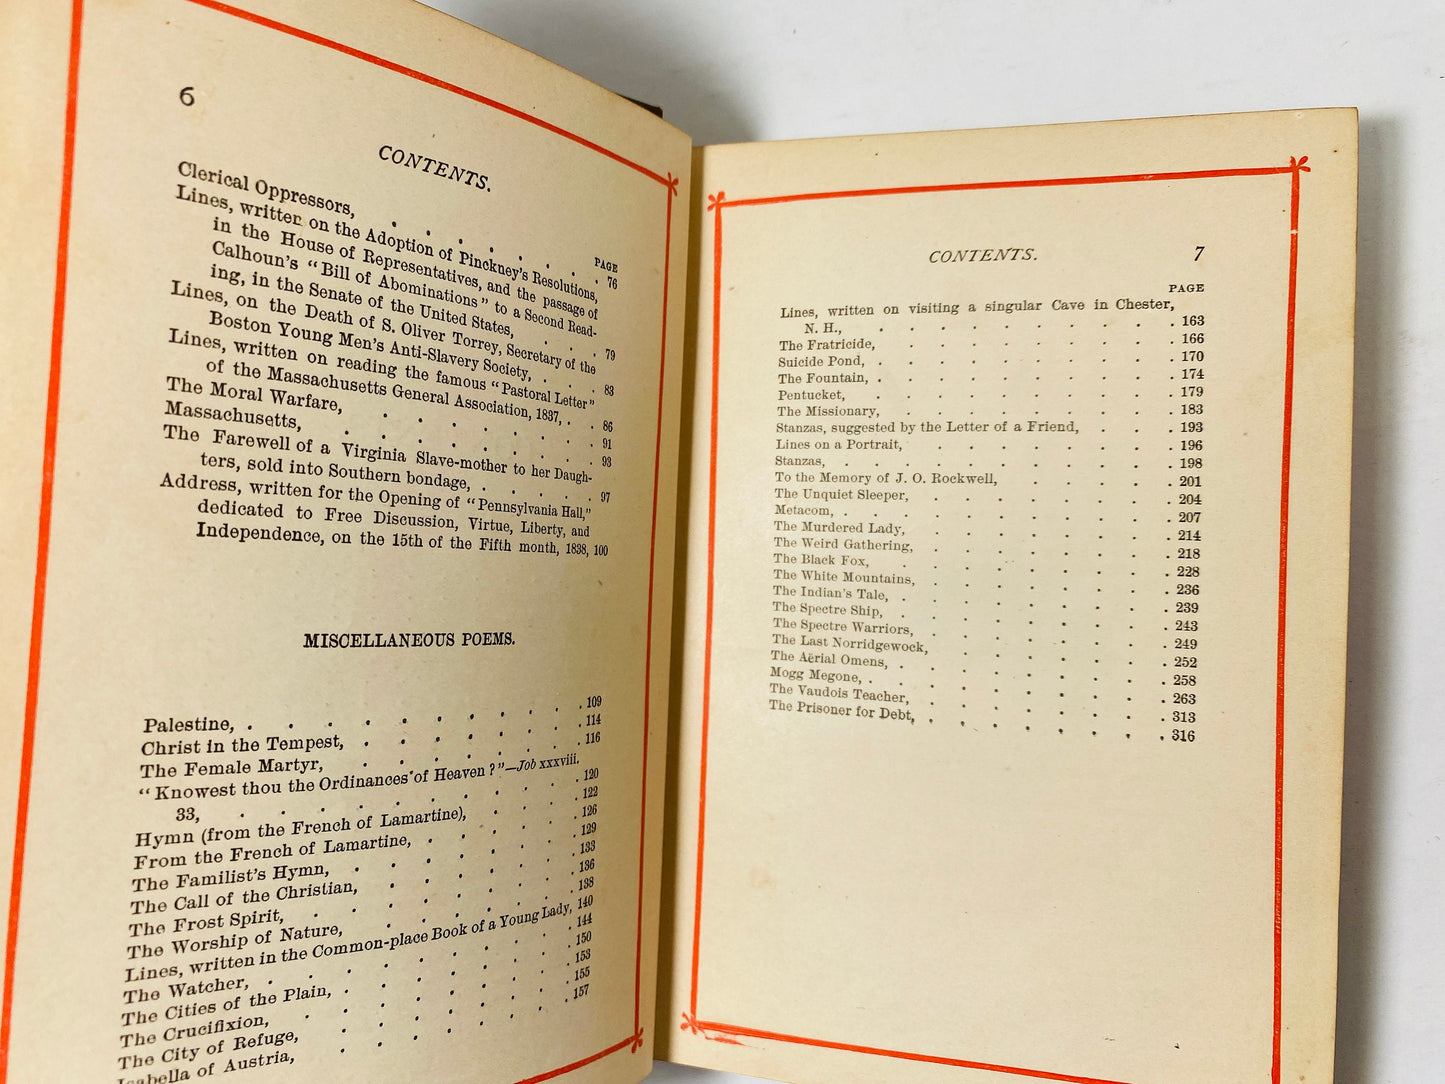 6
CONTENTS.
PAGE
Clerical Oppressors, . . . . . . . 76
Lines, written on the Adoption of Pinckney's Resolutions,
in the House of Representatives, and the passage of
Calhoun's "Bill of Abominations" to a Second Read-
ing, in the Senate of the United States, . . . 79
Lines, on the Death of S. Oliver Torrey, Secretary of the
Boston Young Men's Anti-Slavery Society, . . . 83
Lines, written on reading the famous "Pastoral Letter"
of the Massachusetts General Association, 1837, . . 86
The Moral Warfare, . . . . . . . 91
Massachusetts, . . . . . . . . 93
The Farewell of a Virginia Slave-mother to her Daugh-
ters, sold into Southern bondage, . . . . 97
Address, written for the Opening of "Pennsylvania Hall,"
dedicated to Free Discussion, Virtue, Liberty, and
Independence, on the 15th of the Fifth month, 1838, 100
MISCELLANEOUS POEMS.
Palestine, . . . . . . . . . . 109
Christ in the Tempest, . . . . . . . 114
The Female Martyr, . . . . . . . 116
"Knowest thou the Ordinances of Heaven?"—Job xxxviii.
33, . . . . . . . . . . 120
Hymn (from the French of Lamartine), . . . . 122
From the French of Lamartine, . . . . . 126
The Familist's Hymn, . . . . . . . 129
The Call of the Christian, . . . . . . 133
The Frost Spirit, . . . . . . . . 136
The Worship of Nature, . . . . . . 138
Lines, written in the Common-place Book of a Young Lady, 140
The Watcher, . . . . . . . . 144
The Cities of the Plain, . . . . . . 150
The Crucifixion, . . . . . . . . 153
The City of Refuge, . . . . . . . 155
Isabella of Austria, . . . . . . . 157
CONTENTS. 7
PAGE
Lines, written on visiting a singular Cave in Chester,
N. H., . . . . . . . . . 163
The Fratricide, . . . . . . . . 166
Suicide Pond, . . . . . . . . . 170
The Fountain, . . . . . . . . . 174
Pentucket, . . . . . . . . 179
The Missionary, . . . . . . . . 183
Stanzas, suggested by the Letter of a Friend, . . . 193
Lines on a Portrait, . . . . . . . 196
Stanzas, . . . . . . . . . . 198
To the Memory of J. O. Rockwell, . . . . . 201
The Unquiet Sleeper, . . . . . . . 204
Metacom, . . . . . . . . . . 207
The Murdered Lady, . . . . . . . 214
The Weird Gathering, . . . . . . . 218
The Black Fox, . . . . . . . . 228
The White Mountains, . . . . . . . 236
The Indian's Tale, . . . . . . . . 239
The Spectre Ship, . . . . . . . . 243
The Spectre Warriors, . . . . . . . 249
The Last Norridgewock, . . . . . . 252
The Aërial Omens, . . . . . . . . 258
Mogg Megone, . . . . . . . . . 263
The Vaudois Teacher, . . . . . . . 313
The Prisoner for Debt, . . . . . . . 316